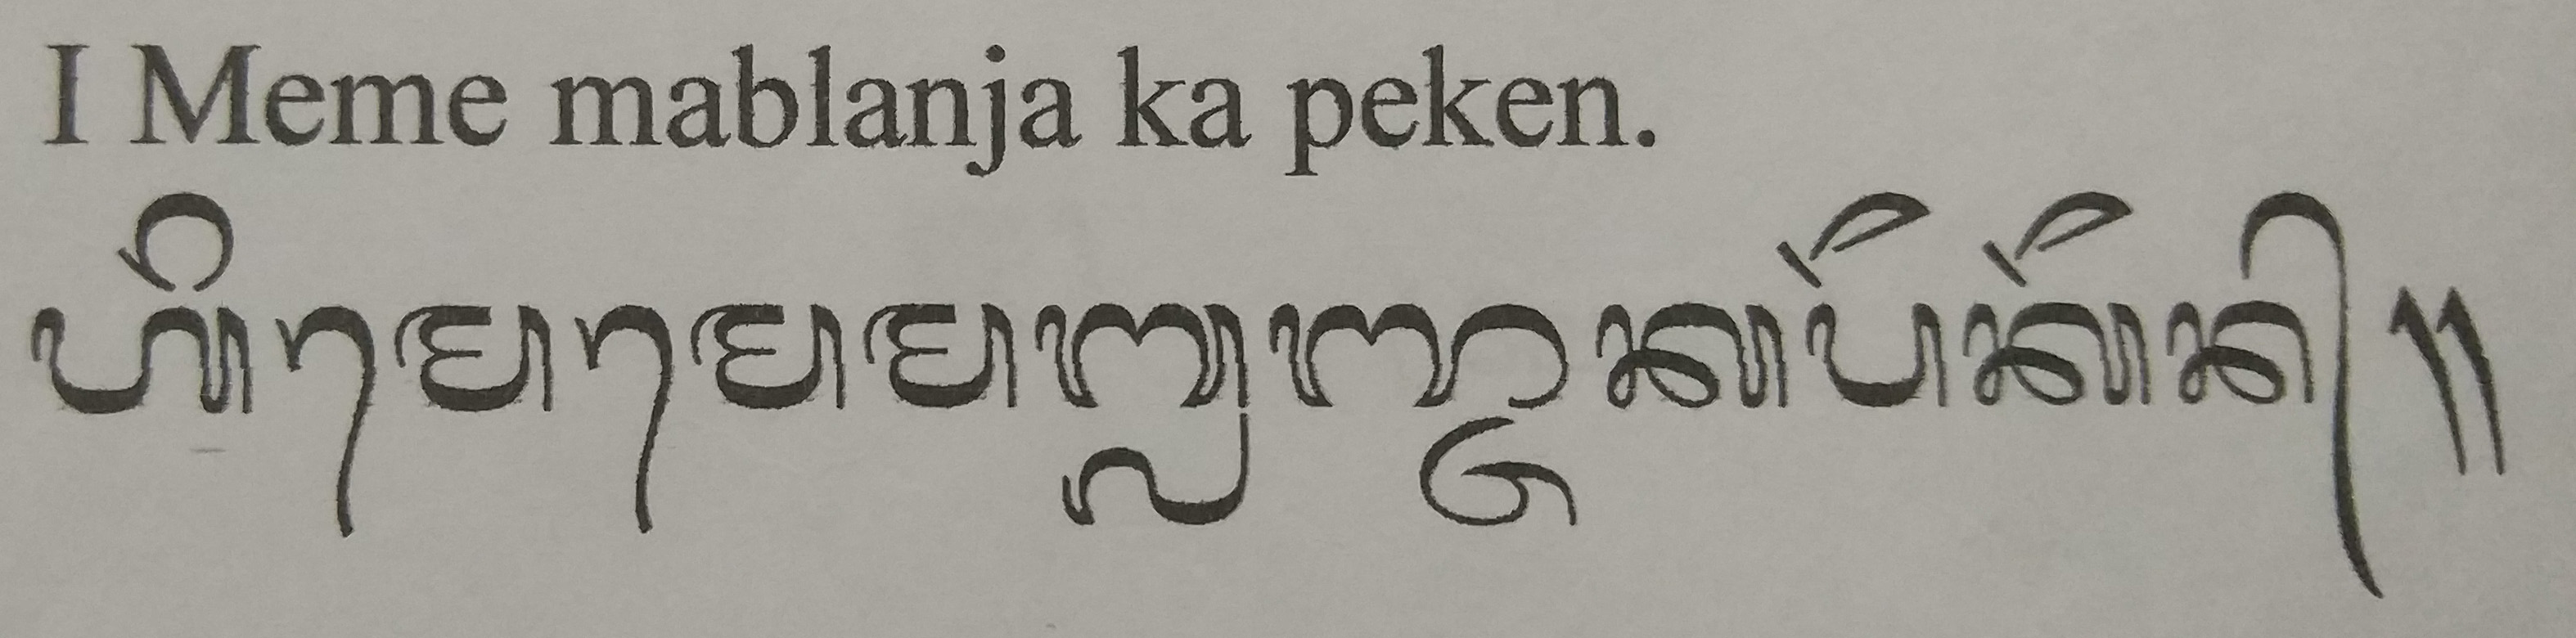 I Meme mablanja ka peken.
ᬳᬶᬫᬾᬫᬾᬫᬩ᭄ᬮᬜ᭄ᬚᬓᬧᭂᬓᭂᬦ᭄᭟